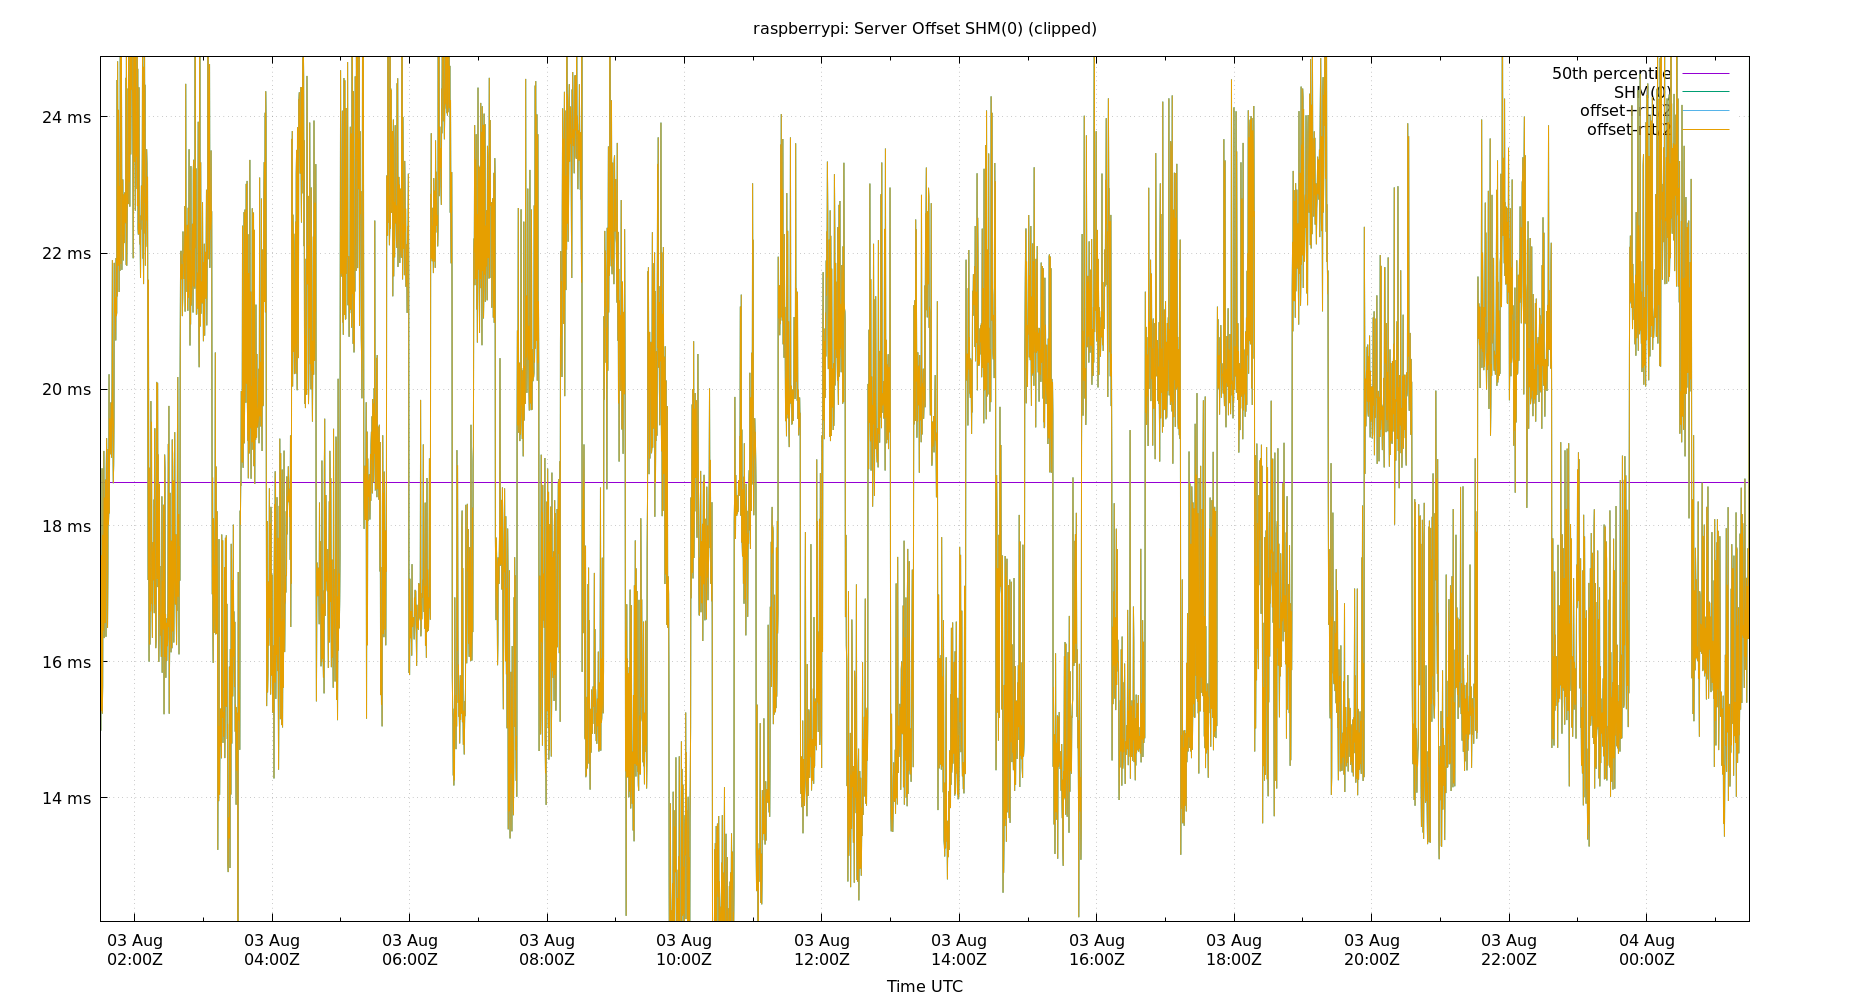 raspberrypi: Server Offset SHM(0) (clipped)
50th percentile
SHM(0)
offset+rtt/2
offset-rtt/2
24 ms
22 ms
20 ms
18 ms
16 ms
14 ms
03 Aug 03 Aug 03 Aug 03 Aug 03 Aug 03 Aug 03 Aug 03 Aug 03 Aug 03 Aug 03 Aug 04 Aug
02:00Z 04:00Z 06:00Z 08:00Z 10:00Z 12:00Z 14:00Z 16:00Z 18:00Z 20:00Z 22:00Z 00:00Z
Time UTC